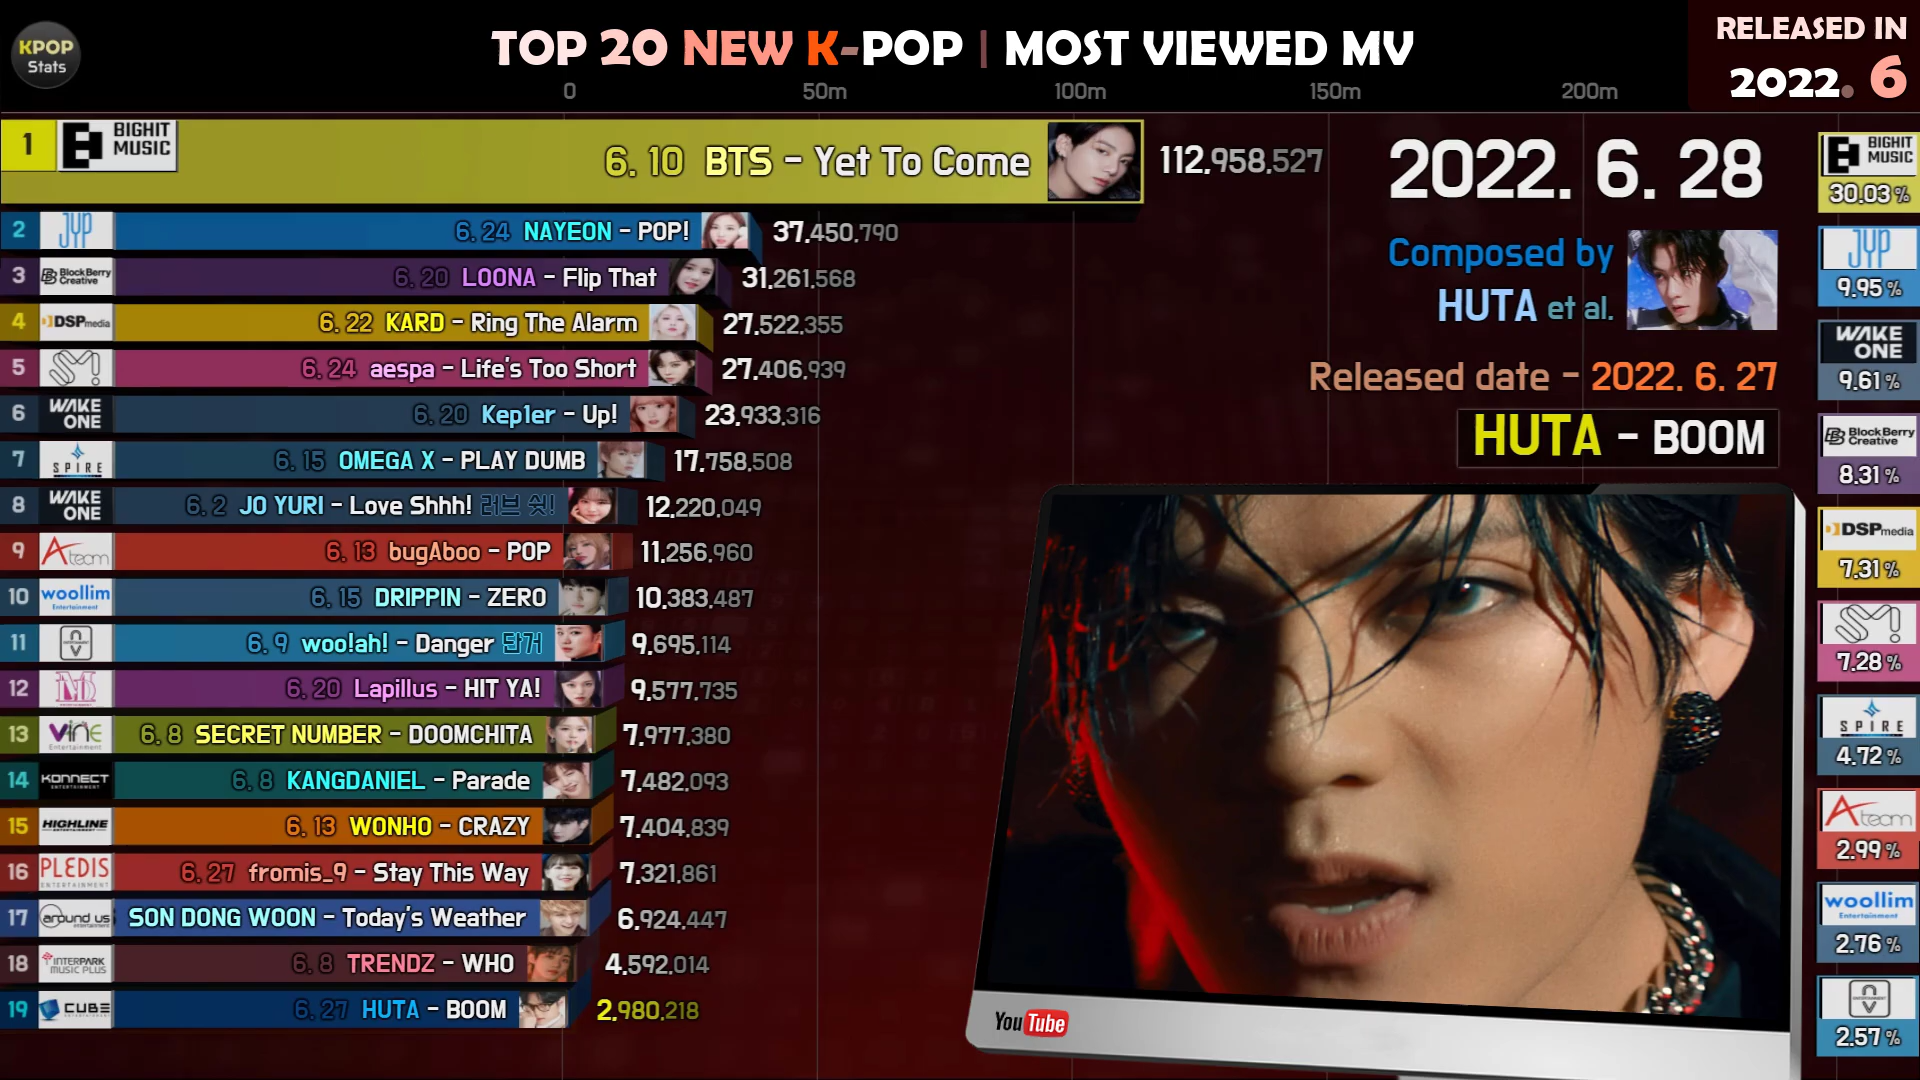 KPOP
Stats
TOP 20 NEW K-POP | MOST VIEWED MV
RELEASED IN
2022. 6
0 50m 100m 150m 200m
1 BIGHIT MUSIC 6. 10 BTS - Yet To Come 112,958,527
2 JYP 6. 24 NAYEON - POP! 37,450,790
3 BlockBerry Creative 6. 20 LOONA - Flip That 31,261,568
4 DSPmedia 6. 22 KARD - Ring The Alarm 27,522,355
5 SM! 6. 24 aespa - Life's Too Short 27,406,939
6 WAKE ONE 6. 20 Kep1er - Up! 23,933,316
7 SPIRE 6. 15 OMEGA X - PLAY DUMB 17,758,508
8 WAKE ONE 6. 2 JO YURI - Love Shhh! 러브 쉿! 12,220,049
9 Ateam 6. 13 bugAboo - POP 11,256,960
10 woollim Entertainment 6. 15 DRIPPIN - ZERO 10,383,487
11 6. 9 woo!ah! - Danger 단거 9,695,114
12 6. 20 Lapillus - HIT YA! 9,577,735
13 VINE Entertainment 6. 8 SECRET NUMBER - DOOMCHITA 7,977,380
14 KONNECT ENTERTAINMENT 6. 8 KANGDANIEL - Parade 7,482,093
15 HIGHLINE ENTERTAINMENT 6. 13 WONHO - CRAZY 7,404,839
16 PLEDIS ENTERTAINMENT 6. 27 fromis_9 - Stay This Way 7,321,861
17 around us entertainment SON DONG WOON - Today's Weather 6,924,447
18 INTERPARK MUSIC PLUS 6. 8 TRENDZ - WHO 4,592,014
19 CUBE 6. 27 HUTA - BOOM 2,980,218
2022. 6. 28
Composed by
HUTA et al.
Released date - 2022. 6. 27
HUTA - BOOM
YouTube
BIGHIT MUSIC
30.03 %
JYP
9.95 %
WAKE ONE
9.61 %
BlockBerry Creative
8.31 %
DSPmedia
7.31 %
SM!
7.28 %
SPIRE
4.72 %
Ateam
2.99 %
woollim Entertainment
2.76 %
2.57 %